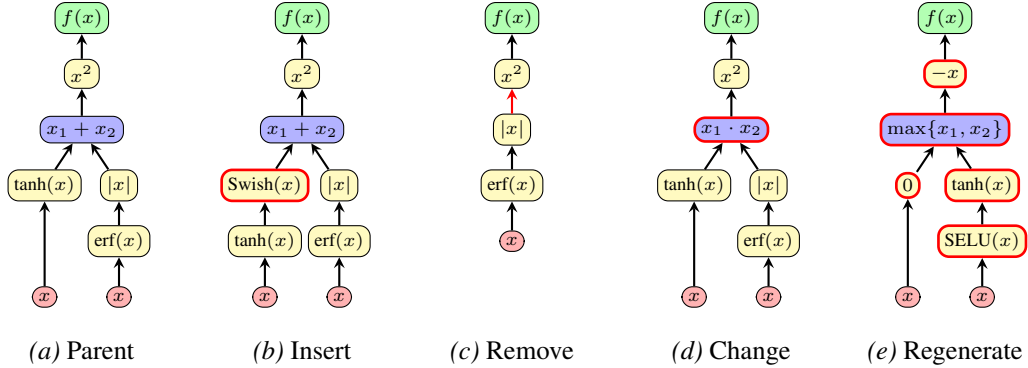 f(x)
x²
x₁ + x₂
tanh(x)
|x|
erf(x)
x
x
(a) Parent
f(x)
x²
x₁ + x₂
Swish(x)
|x|
tanh(x)
erf(x)
x
x
(b) Insert
f(x)
x²
|x|
erf(x)
x
(c) Remove
f(x)
x²
x₁ · x₂
tanh(x)
|x|
erf(x)
x
x
(d) Change
f(x)
−x
max{x₁, x₂}
0
tanh(x)
SELU(x)
x
x
(e) Regenerate